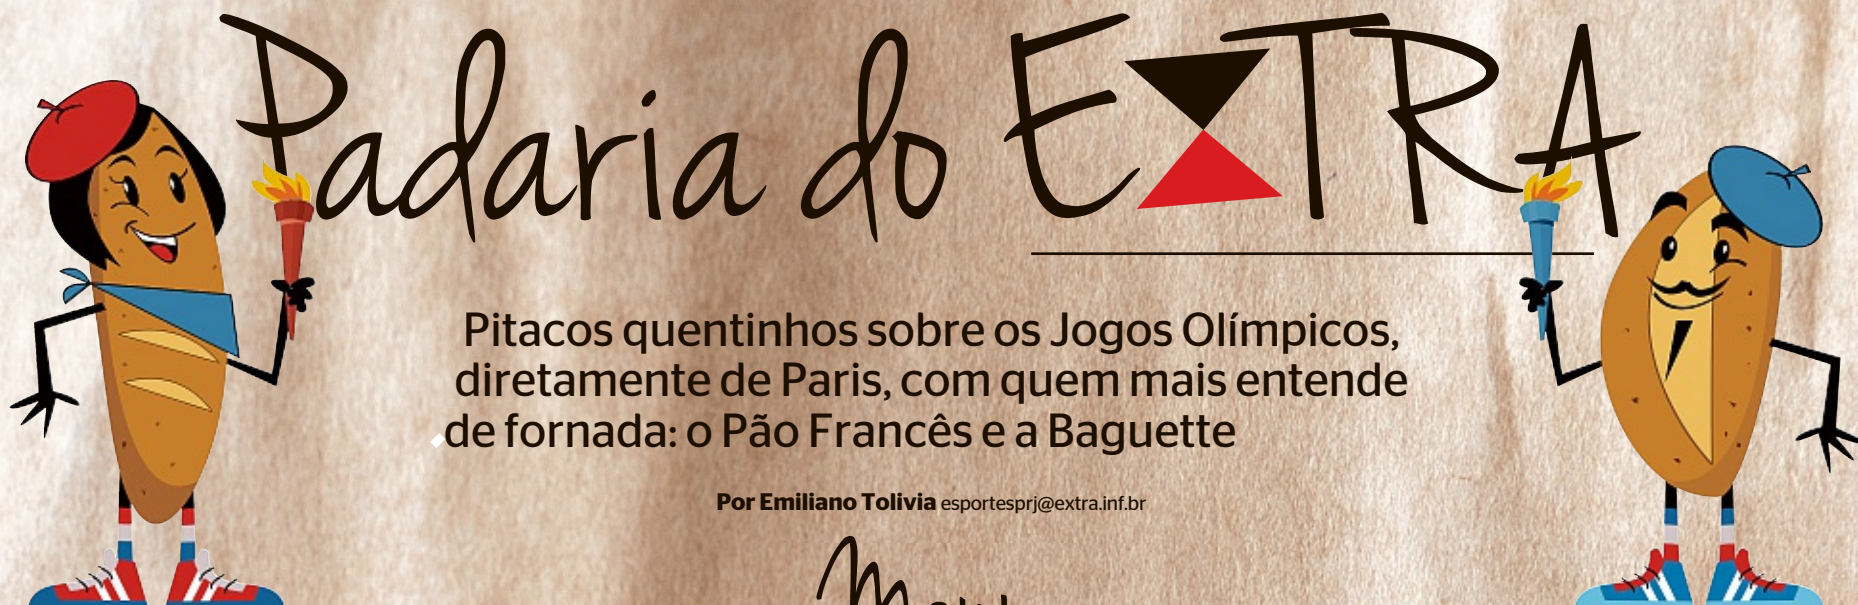 Padaria do EXTRA
Pitacos quentinhos sobre os Jogos Olímpicos,
diretamente de Paris, com quem mais entende
de fornada: o Pão Francês e a Baguette
Por Emiliano Tolivia esportesprj@extra.inf.br